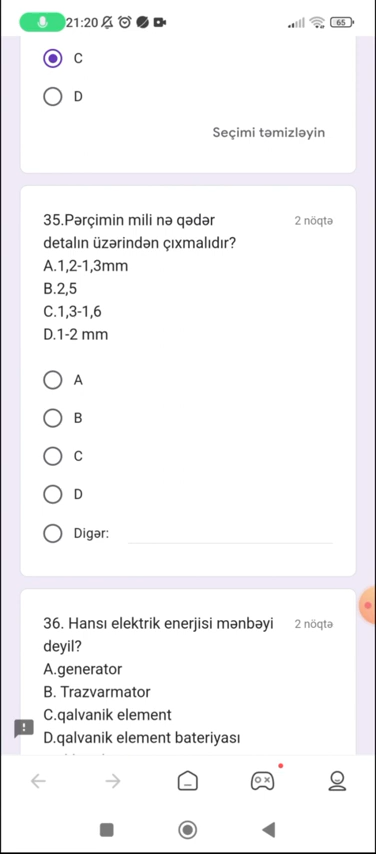 21:20
65
C
D
Seçimi təmizləyin
35.Pərçimin mili nə qədər
2 nöqtə
detalın üzərindən çıxmalıdır?
A.1,2-1,3mm
B.2,5
C.1,3-1,6
D.1-2 mm
A
B
C
D
Digər:
36. Hansı elektrik enerjisi mənbəyi
2 nöqtə
deyil?
A.generator
B. Trazvarmator
C.qalvanik element
D.qalvanik element bateriyası